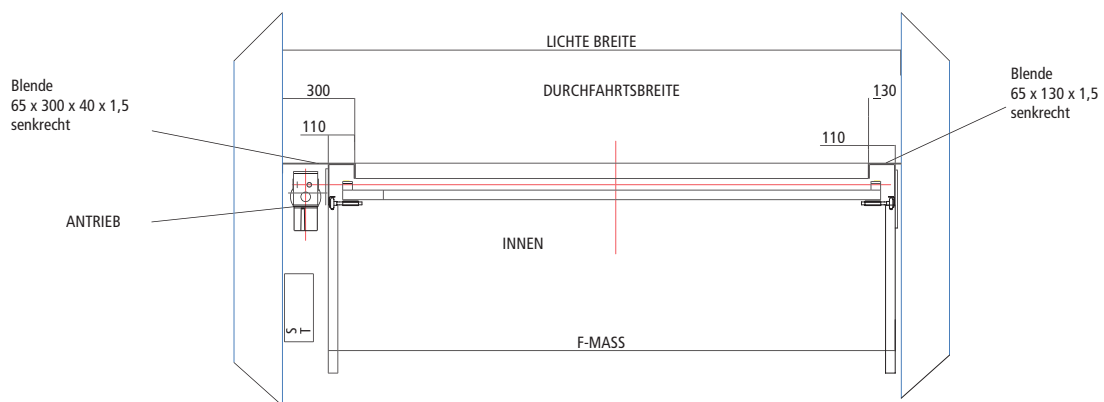 LICHTE BREITE
Blende
65 x 300 x 40 x 1,5
senkrecht
Blende
65 x 130 x 1,5
senkrecht
300
DURCHFAHRTSBREITE
130
110
110
ANTRIEB
INNEN
ST
F-MASS